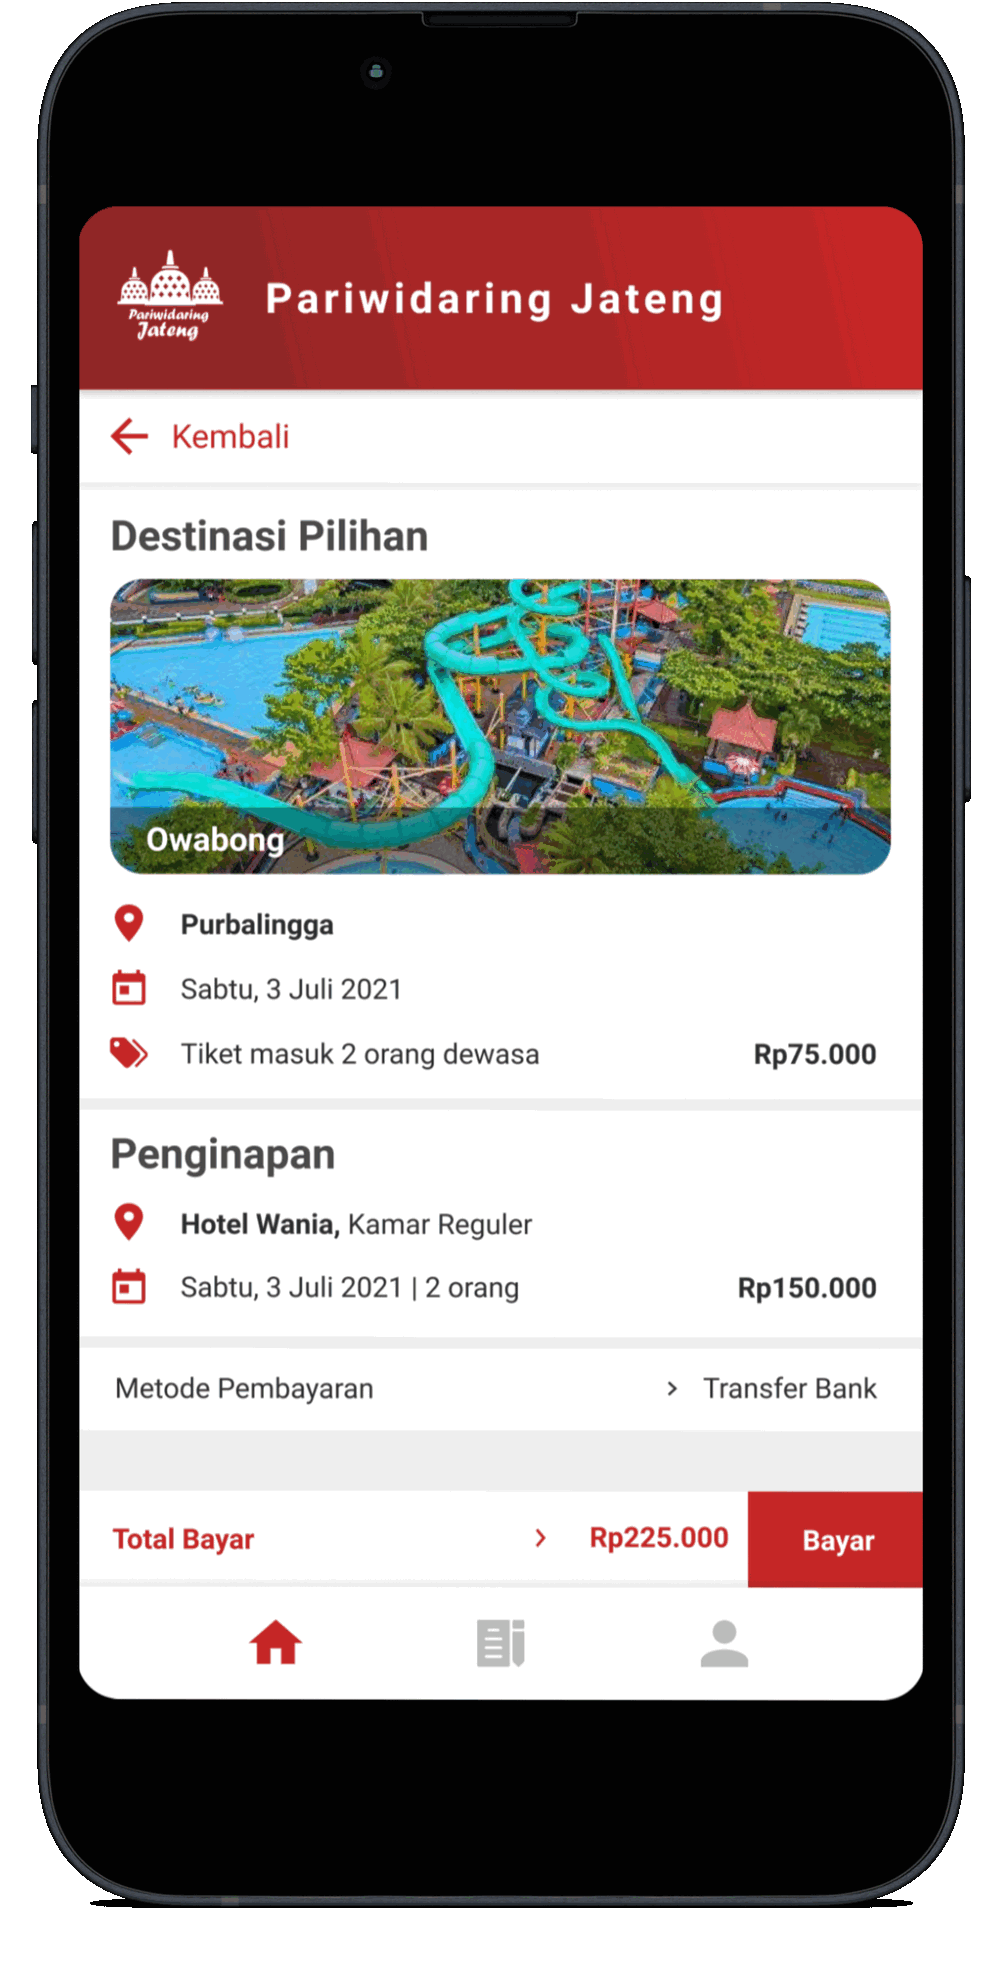 Pariwidaring
Jateng
Pariwidaring Jateng
Kembali
Destinasi Pilihan
Owabong
Purbalingga
Sabtu, 3 Juli 2021
Tiket masuk 2 orang dewasa Rp75.000
Penginapan
Hotel Wania, Kamar Reguler
Sabtu, 3 Juli 2021 | 2 orang Rp150.000
Metode Pembayaran > Transfer Bank
Total Bayar > Rp225.000 Bayar